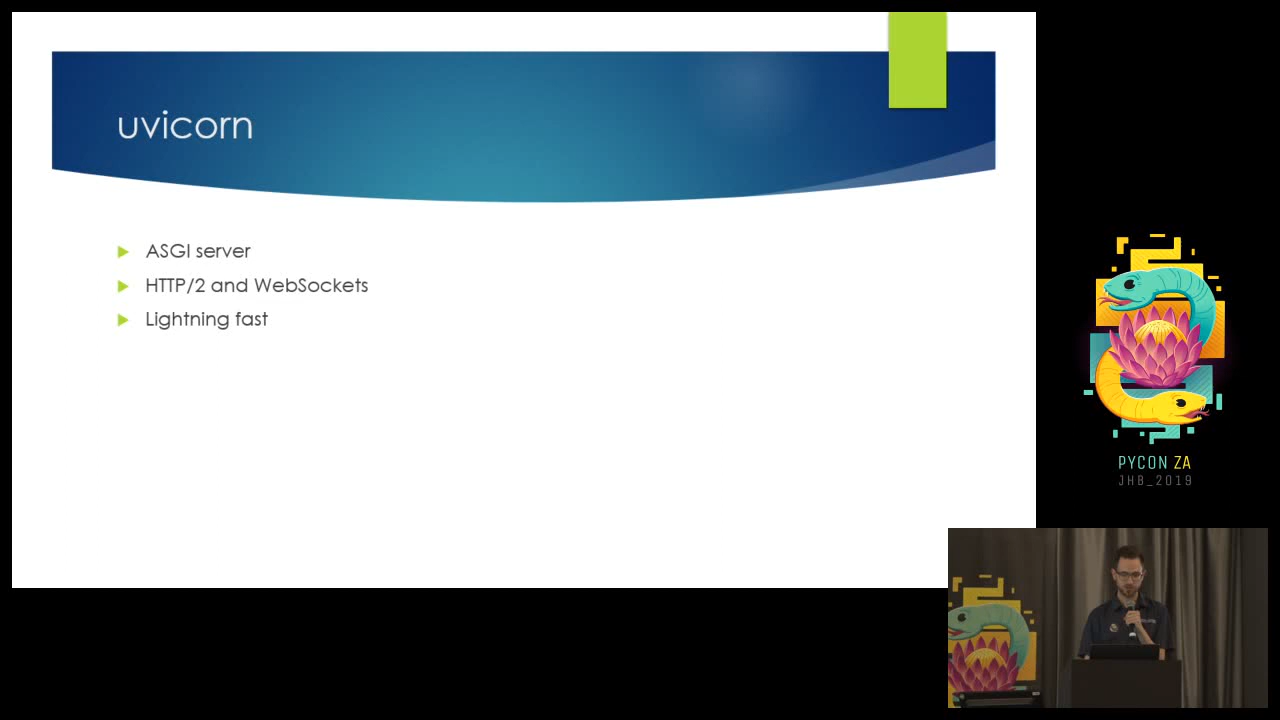 uvicorn
ASGI server
HTTP/2 and WebSockets
Lightning fast
PYCON ZA
JHB_2019